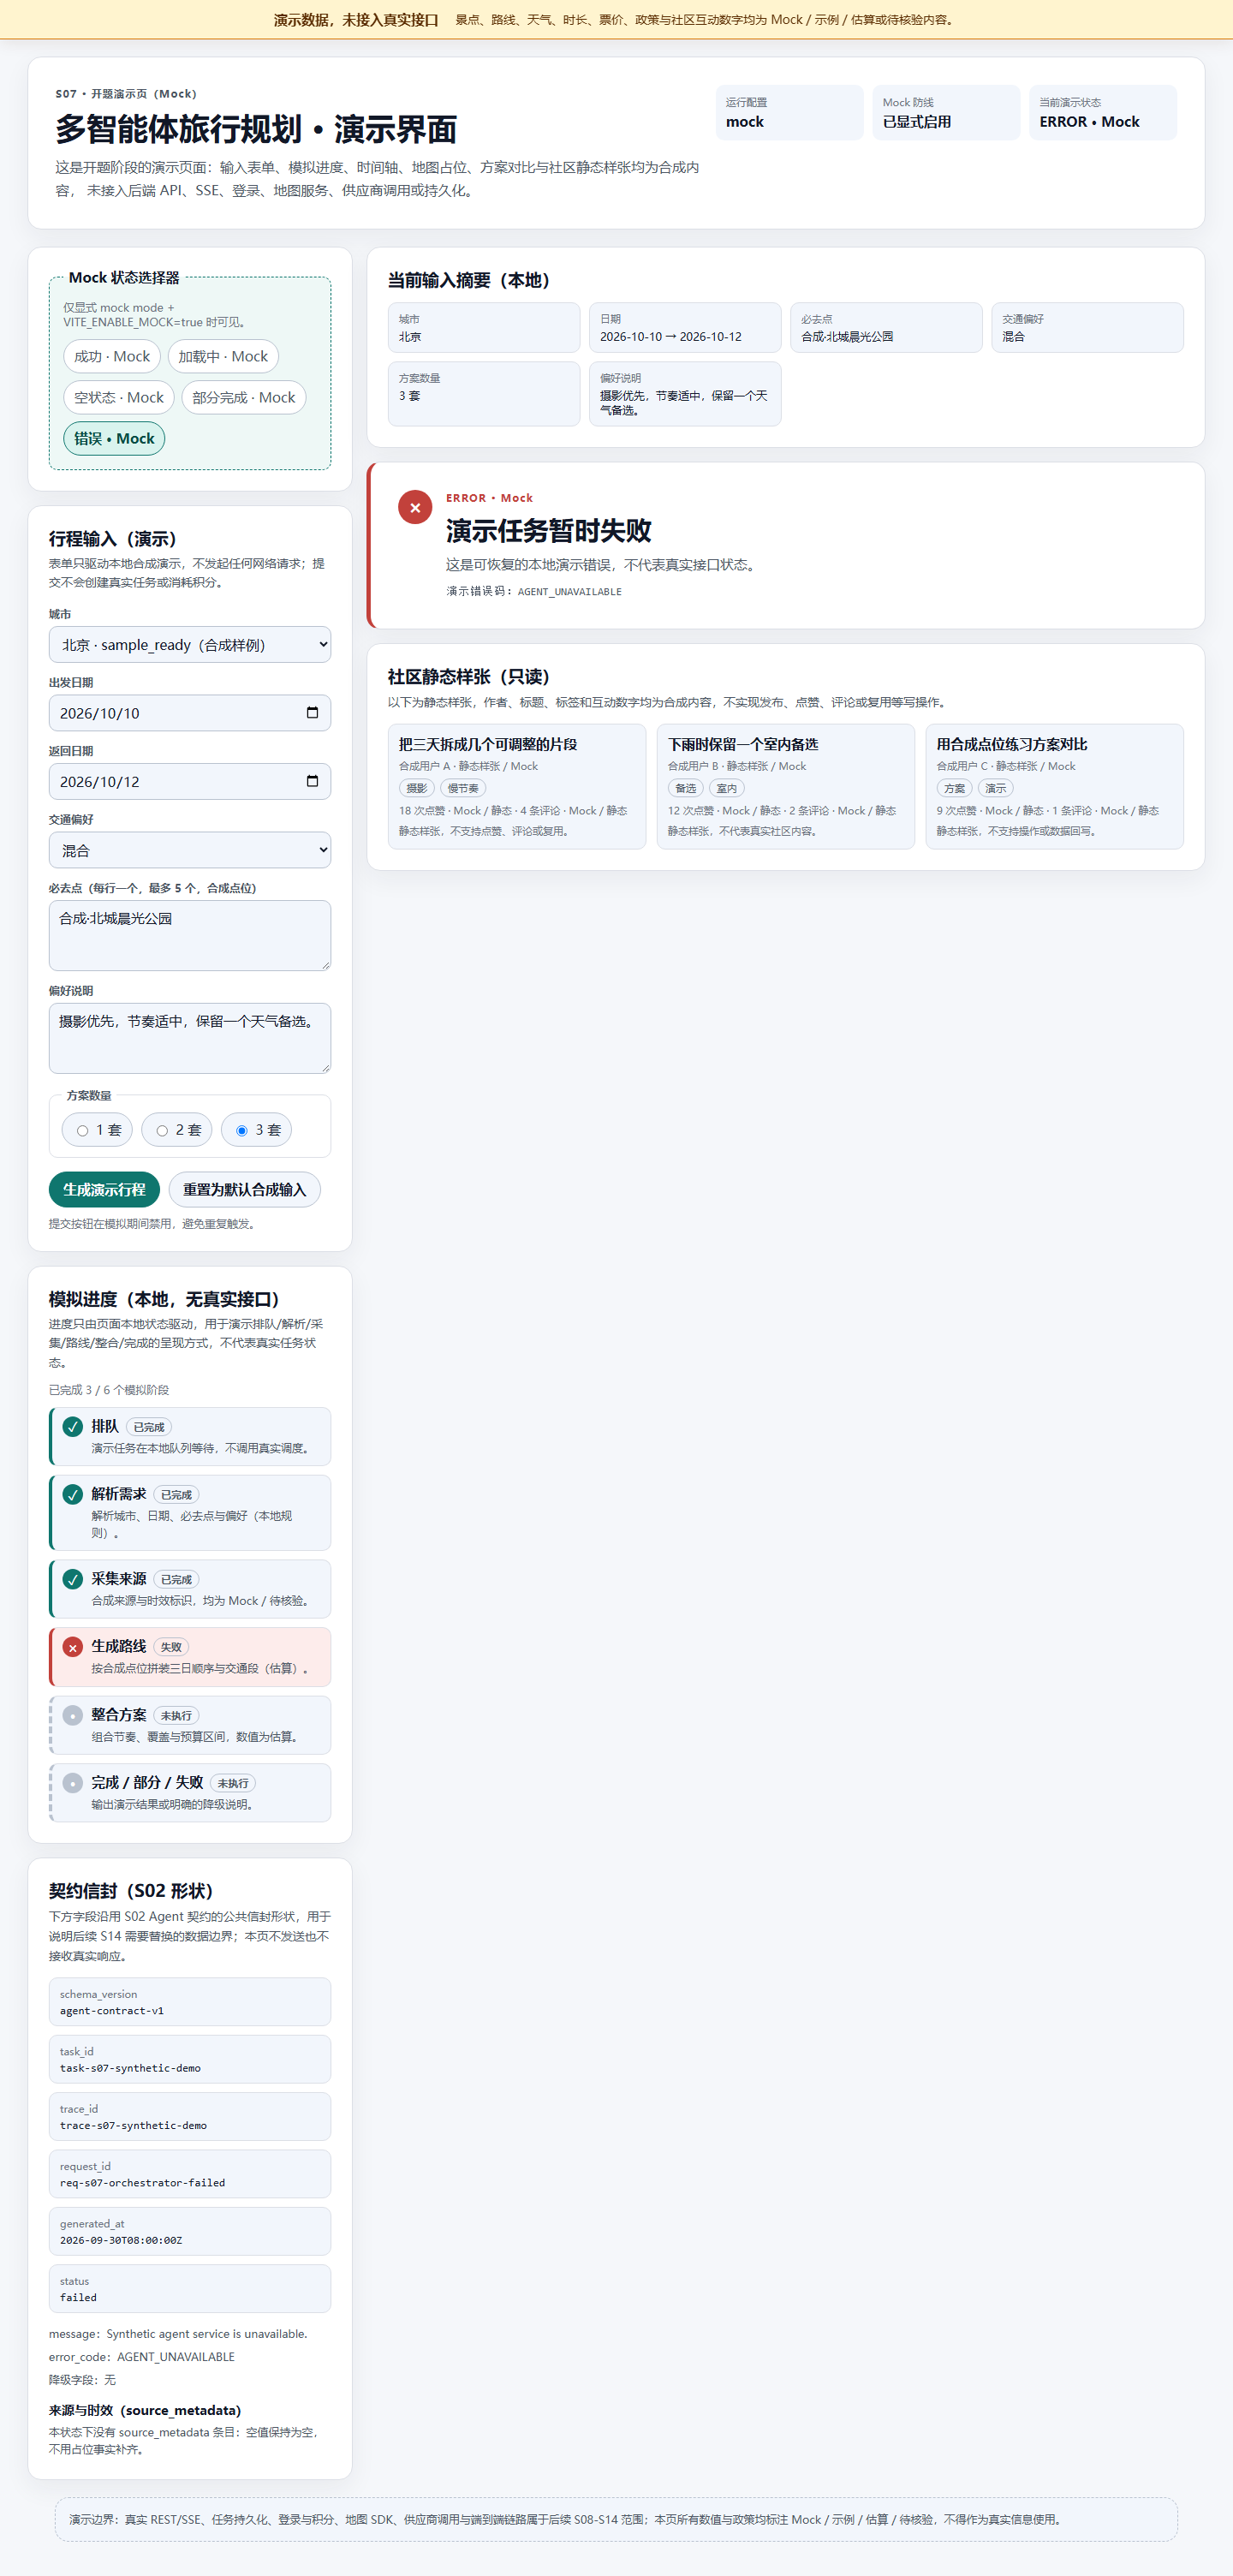 演示数据，未接入真实接口 景点、路线、天气、时长、票价、政策与社区互动数字均为 Mock / 示例 / 估算或待核验内容。
S07 • 开题演示页（Mock）
多智能体旅行规划 • 演示界面
这是开题阶段的演示页面：输入表单、模拟进度、时间轴、地图占位、方案对比与社区静态样张均为合成内
容， 未接入后端 API、SSE、登录、地图服务、供应商调用或持久化。
运行配置
mock
Mock 防线
已显式启用
当前演示状态
ERROR • Mock
Mock 状态选择器
仅显式 mock mode +
VITE_ENABLE_MOCK=true 时可见。
成功 · Mock
加载中 · Mock
空状态 · Mock
部分完成 · Mock
错误 • Mock
行程输入（演示）
表单只驱动本地合成演示，不发起任何网络请求；提
交不会创建真实任务或消耗积分。
城市
北京 · sample_ready（合成样例）
出发日期
2026/10/10
返回日期
2026/10/12
交通偏好
混合
必去点（每行一个，最多 5 个，合成点位）
合成·北城晨光公园
偏好说明
摄影优先，节奏适中，保留一个天气备选。
方案数量
1 套
2 套
3 套
生成演示行程
重置为默认合成输入
提交按钮在模拟期间禁用，避免重复触发。
模拟进度（本地，无真实接口）
进度只由页面本地状态驱动，用于演示排队/解析/采
集/路线/整合/完成的呈现方式，不代表真实任务状
态。
已完成 3 / 6 个模拟阶段
排队 已完成
演示任务在本地队列等待，不调用真实调度。
解析需求 已完成
解析城市、日期、必去点与偏好（本地规
则）。
采集来源 已完成
合成来源与时效标识，均为 Mock / 待核验。
生成路线 失败
按合成点位拼装三日顺序与交通段（估算）。
整合方案 未执行
组合节奏、覆盖与预算区间，数值为估算。
完成 / 部分 / 失败 未执行
输出演示结果或明确的降级说明。
契约信封（S02 形状）
下方字段沿用 S02 Agent 契约的公共信封形状，用于
说明后续 S14 需要替换的数据边界；本页不发送也不
接收真实响应。
schema_version
agent-contract-v1
task_id
task-s07-synthetic-demo
trace_id
trace-s07-synthetic-demo
request_id
req-s07-orchestrator-failed
generated_at
2026-09-30T08:00:00Z
status
failed
message：Synthetic agent service is unavailable.
error_code：AGENT_UNAVAILABLE
降级字段：无
来源与时效（source_metadata）
本状态下没有 source_metadata 条目：空值保持为空，
不用占位事实补齐。
当前输入摘要（本地）
城市
北京
日期
2026-10-10 → 2026-10-12
必去点
合成·北城晨光公园
交通偏好
混合
方案数量
3 套
偏好说明
摄影优先，节奏适中，保留一个天
气备选。
ERROR • Mock
演示任务暂时失败
这是可恢复的本地演示错误，不代表真实接口状态。
演示错误码：AGENT_UNAVAILABLE
社区静态样张（只读）
以下为静态样张，作者、标题、标签和互动数字均为合成内容，不实现发布、点赞、评论或复用等写操作。
把三天拆成几个可调整的片段
合成用户 A · 静态样张 / Mock
摄影 慢节奏
18 次点赞 · Mock / 静态 · 4 条评论 · Mock / 静态
静态样张，不支持点赞、评论或复用。
下雨时保留一个室内备选
合成用户 B · 静态样张 / Mock
备选 室内
12 次点赞 · Mock / 静态 · 2 条评论 · Mock / 静态
静态样张，不代表真实社区内容。
用合成点位练习方案对比
合成用户 C · 静态样张 / Mock
方案 演示
9 次点赞 · Mock / 静态 · 1 条评论 · Mock / 静态
静态样张，不支持操作或数据回写。
演示边界：真实 REST/SSE、任务持久化、登录与积分、地图 SDK、供应商调用与端到端链路属于后续 S08-S14 范围；本页所有数值与政策均标注 Mock / 示例 / 估算 / 待核验，不得作为真实信息使用。